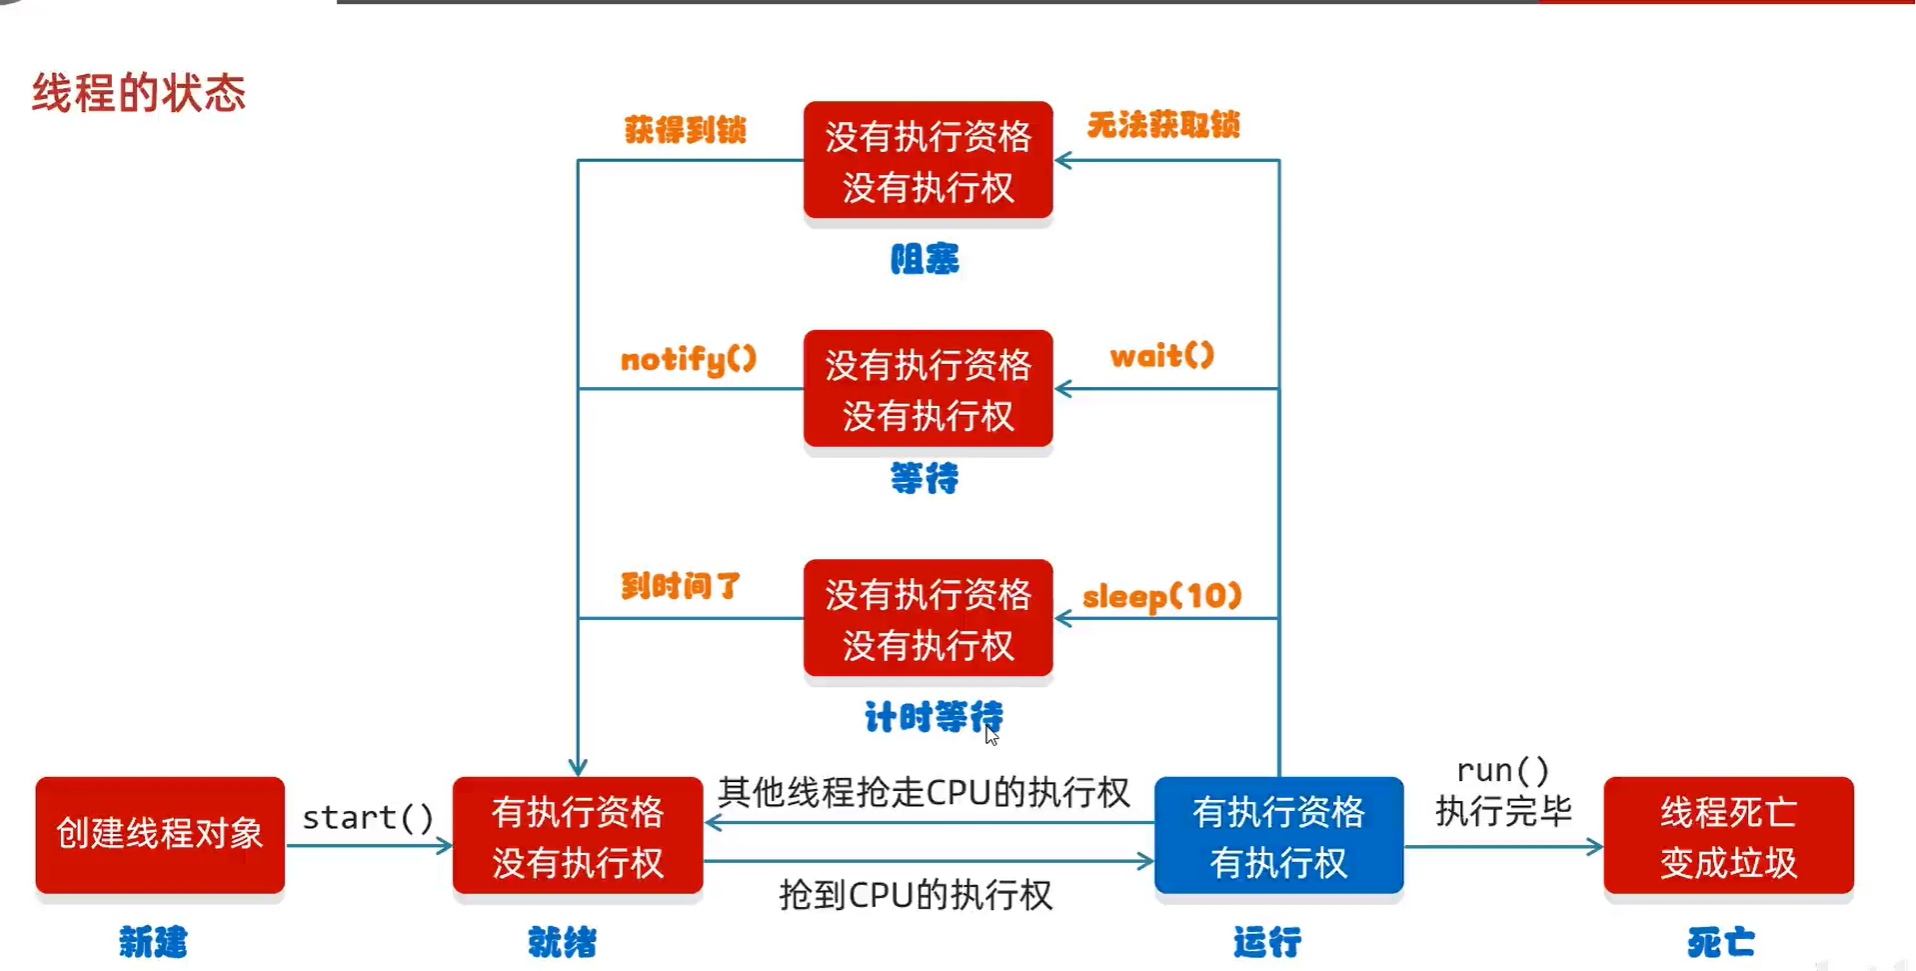 线程的状态
获得到锁
没有执行资格
没有执行权
无法获取锁
阻塞
notify()
没有执行资格
没有执行权
wait()
等待
到时间了
没有执行资格
没有执行权
sleep(10)
计时等待
创建线程对象
start()
有执行资格
没有执行权
其他线程抢走CPU的执行权
抢到CPU的执行权
有执行资格
有执行权
run()
执行完毕
线程死亡
变成垃圾
新建
就绪
运行
死亡